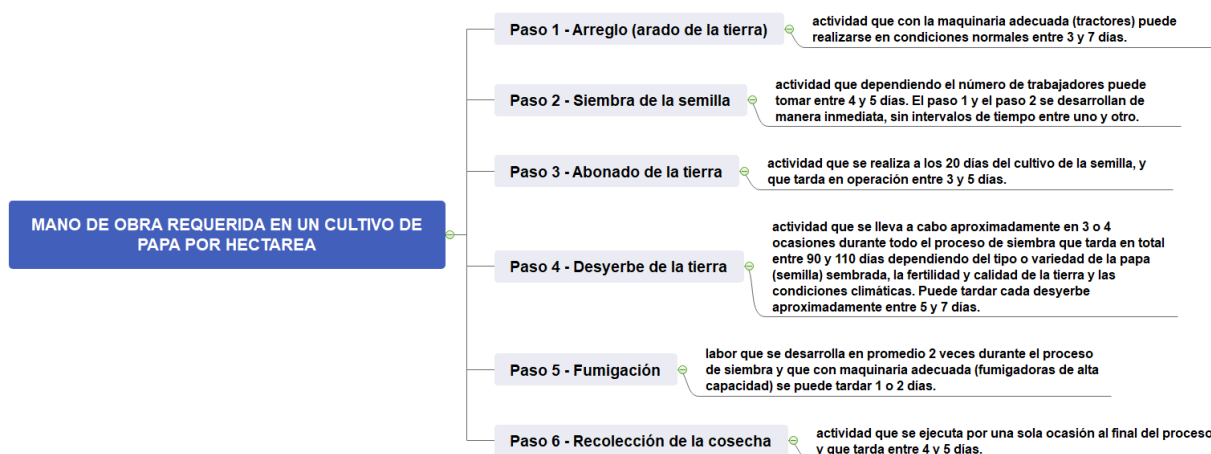 MANO DE OBRA REQUERIDA EN UN CULTIVO DE
PAPA POR HECTAREA
Paso 1 - Arreglo (arado de la tierra)
actividad que con la maquinaria adecuada (tractores) puede
realizarse en condiciones normales entre 3 y 7 días.
Paso 2 - Siembra de la semilla
actividad que dependiendo el número de trabajadores puede
tomar entre 4 y 5 días. El paso 1 y el paso 2 se desarrollan de
manera inmediata, sin intervalos de tiempo entre uno y otro.
Paso 3 - Abonado de la tierra
actividad que se realiza a los 20 días del cultivo de la semilla, y
que tarda en operación entre 3 y 5 días.
Paso 4 - Desyerbe de la tierra
actividad que se lleva a cabo aproximadamente en 3 o 4
ocasiones durante todo el proceso de siembra que tarda en total
entre 90 y 110 días dependiendo del tipo o variedad de la papa
(semilla) sembrada, la fertilidad y calidad de la tierra y las
condiciones climáticas. Puede tardar cada desyerbe
aproximadamente entre 5 y 7 días.
Paso 5 - Fumigación
labor que se desarrolla en promedio 2 veces durante el proceso
de siembra y que con maquinaria adecuada (fumigadoras de alta
capacidad) se puede tardar 1 o 2 días.
Paso 6 - Recolección de la cosecha
actividad que se ejecuta por una sola ocasión al final del proceso
y que tarda entre 4 y 5 días.